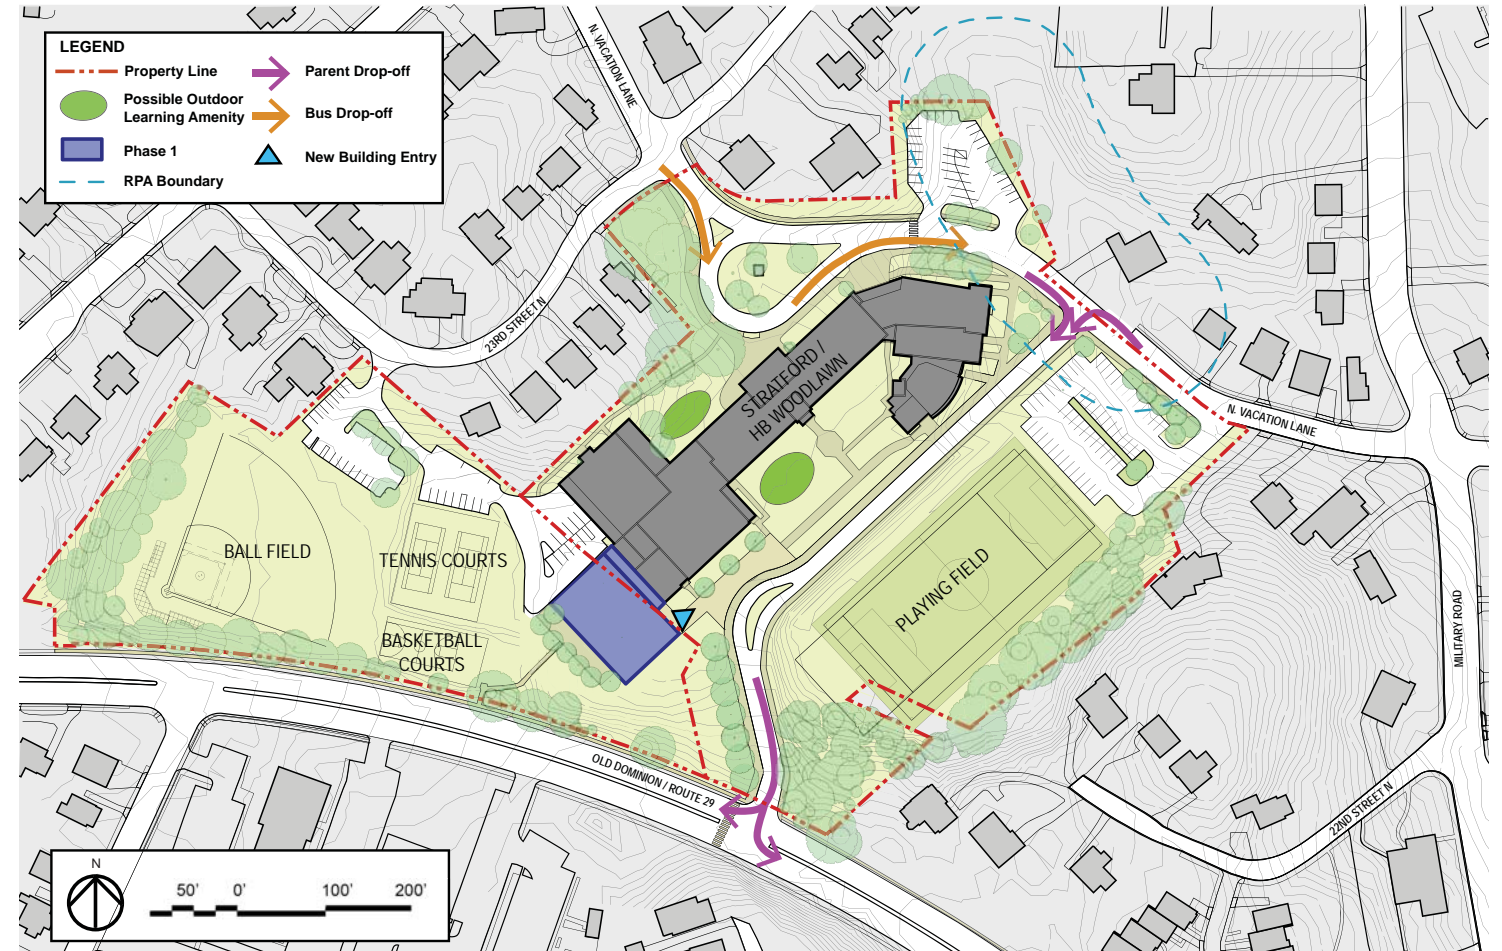 LEGEND
Property Line
Possible Outdoor
Learning Amenity
Phase 1
RPA Boundary
Parent Drop-off
Bus Drop-off
New Building Entry
N. VACATION LANE
23RD STREET N
STRATFORD /
HB WOODLAWN
N. VACATION LANE
BALL FIELD
TENNIS COURTS
BASKETBALL
COURTS
PLAYING FIELD
MILITARY ROAD
OLD DOMINION / ROUTE 29
22ND STREET N
N
50' 0' 100' 200'